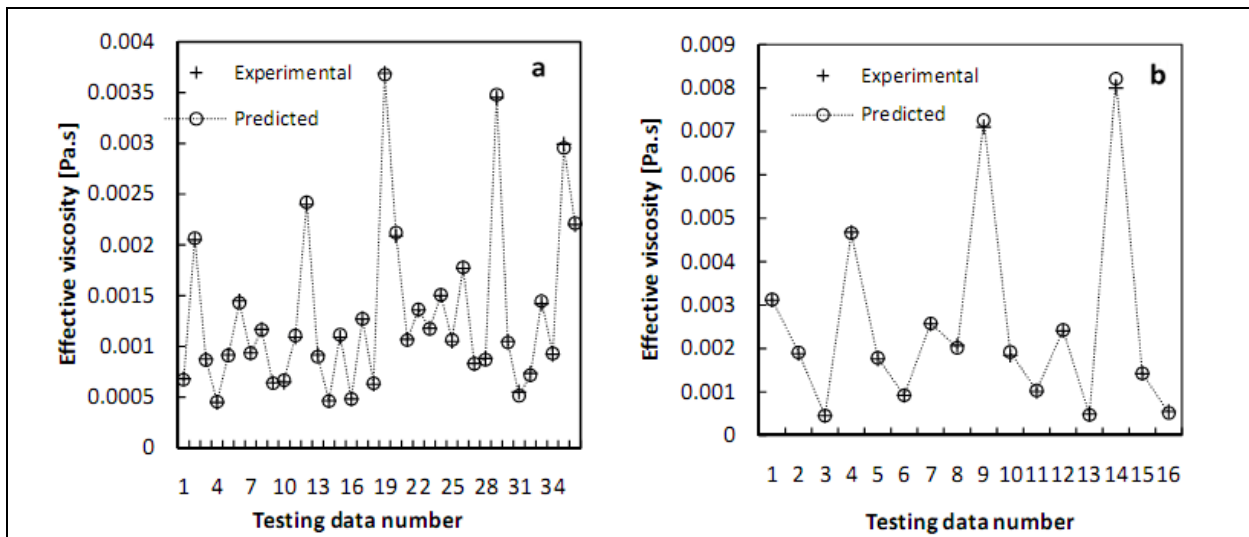 a
Experimental
Predicted
Effective viscosity [Pa.s]
0.004
0.0035
0.003
0.0025
0.002
0.0015
0.001
0.0005
0
1 4 7 10 13 16 19 22 25 28 31 34
Testing data number
b
Experimental
Predicted
Effective viscosity [Pa.s]
0.009
0.008
0.007
0.006
0.005
0.004
0.003
0.002
0.001
0
1 2 3 4 5 6 7 8 9 10 11 12 13 14 15 16
Testing data number